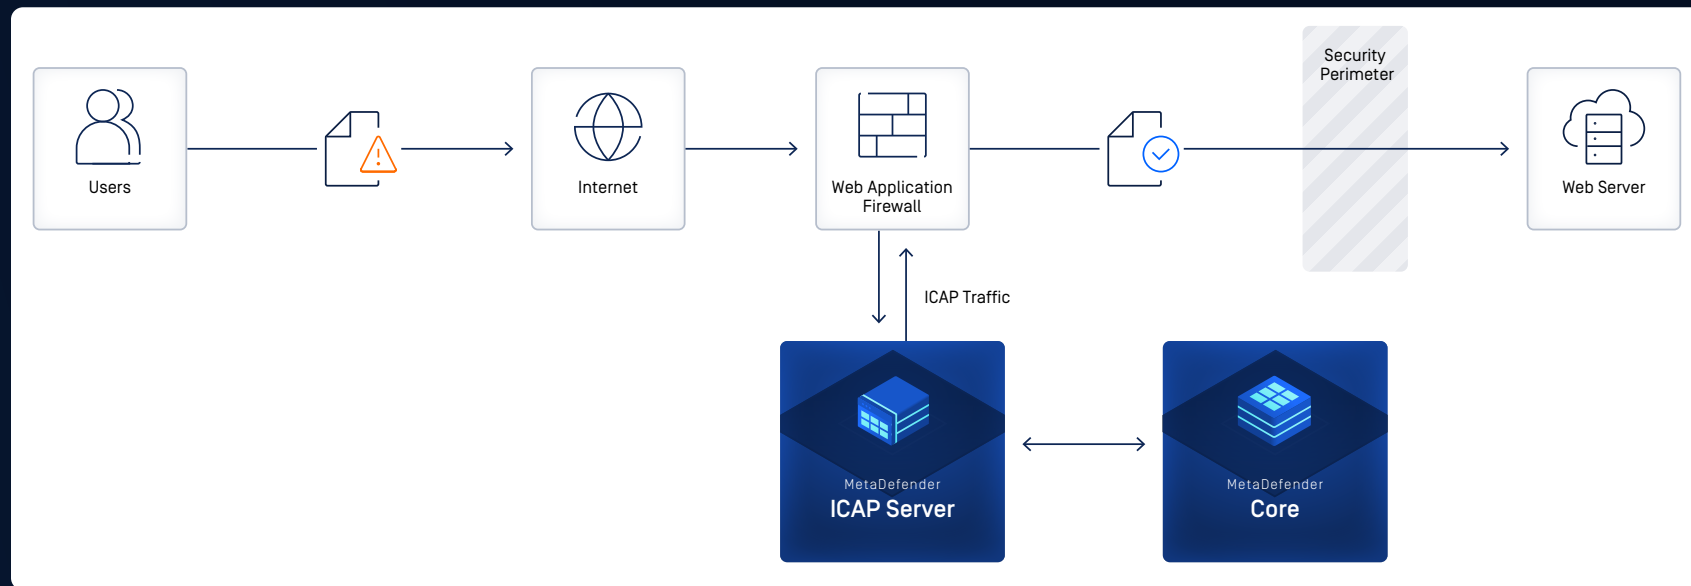 Security
Perimeter
Users
Internet
Web Application
Firewall
Web Server
ICAP Traffic
MetaDefender
ICAP Server
MetaDefender
Core